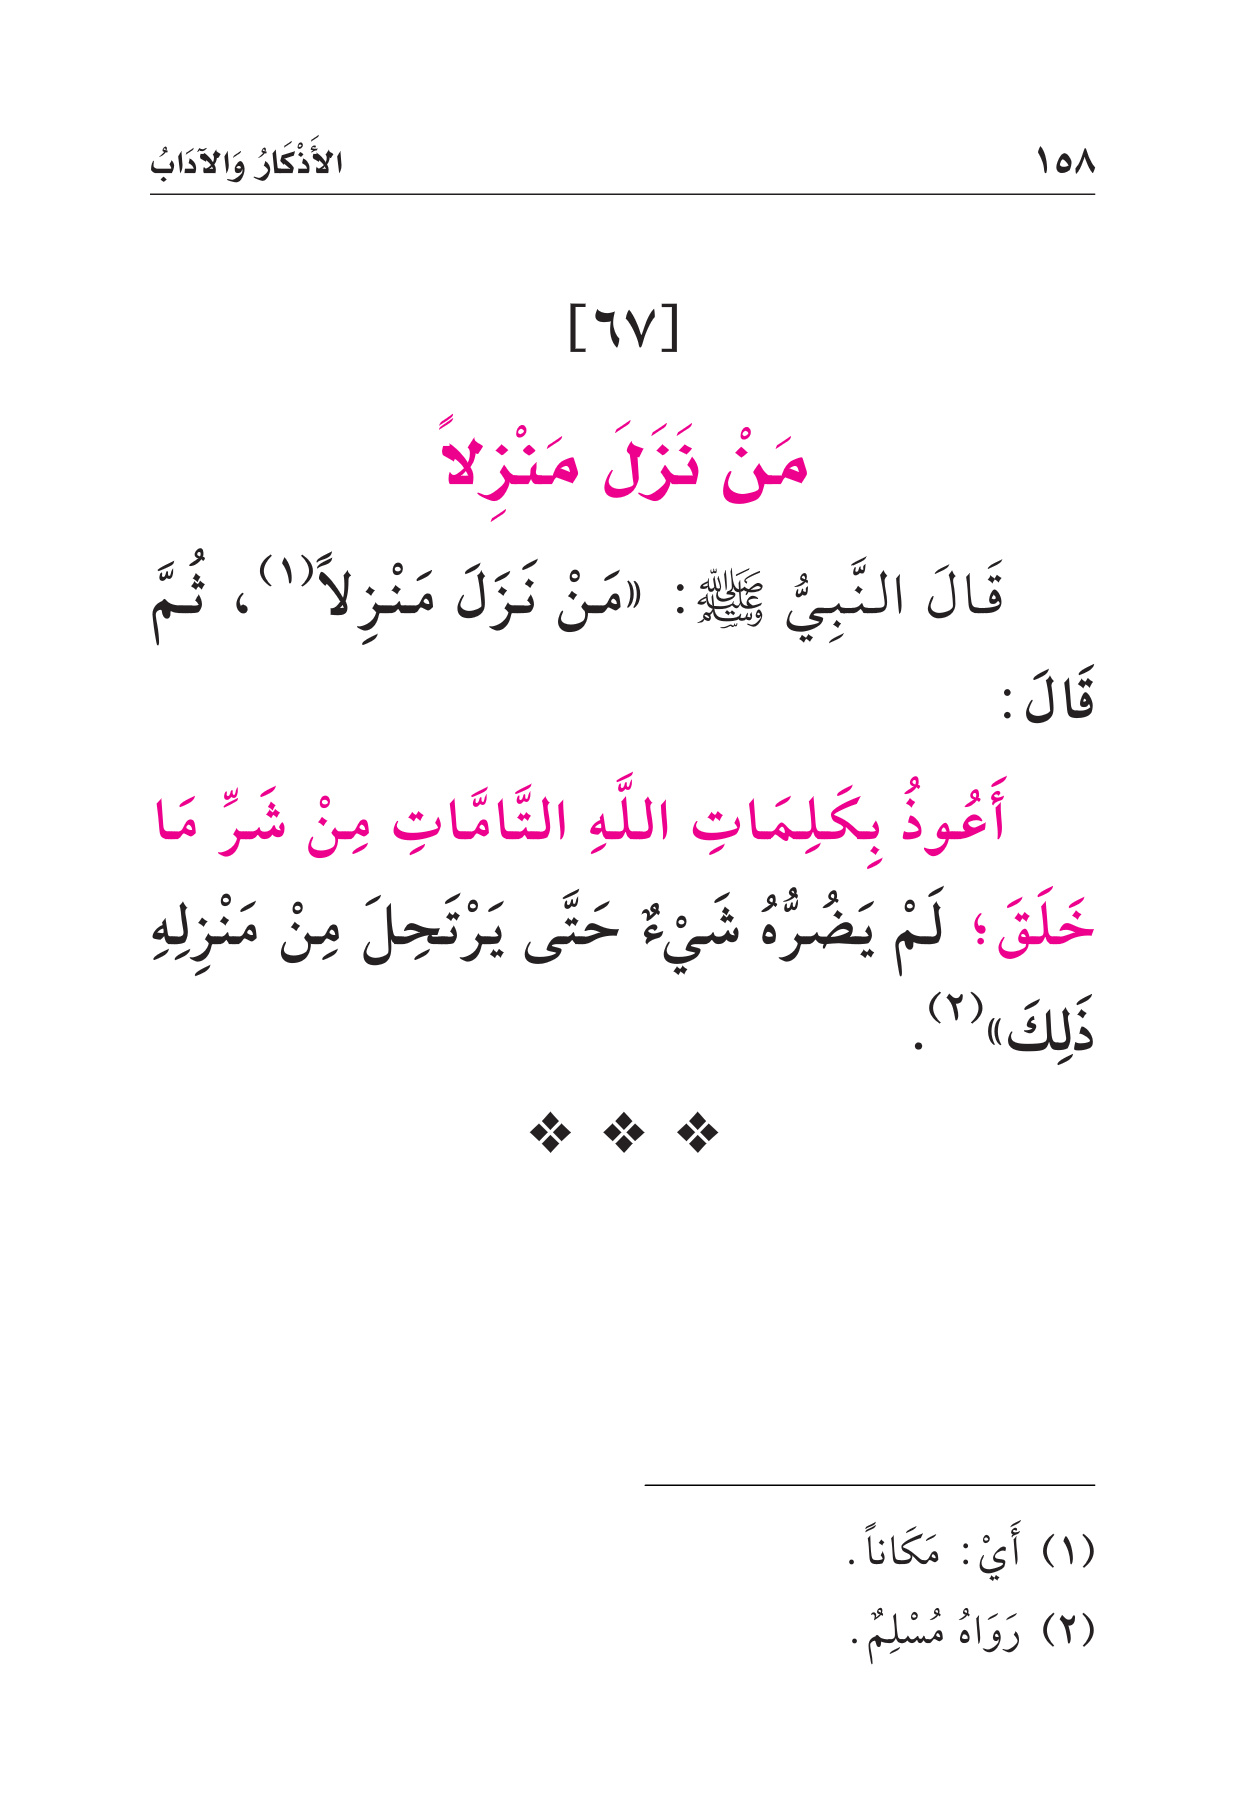 ١٥٨ الأَذْكَارُ وَالآدَابُ
[٦٧]
مَنْ نَزَلَ مَنْزِلاً
قَالَ النَّبِيُّ ﷺ: «مَنْ نَزَلَ مَنْزِلاً(١)، ثُمَّ
قَالَ:
أَعُوذُ بِكَلِمَاتِ اللَّهِ التَّامَّاتِ مِنْ شَرِّ مَا
خَلَقَ؛ لَمْ يَضُرُّهُ شَيْءٌ حَتَّى يَرْتَحِلَ مِنْ مَنْزِلِهِ
ذَلِكَ»(٢).
(١) أَيْ: مَكَاناً.
(٢) رَوَاهُ مُسْلِمٌ.